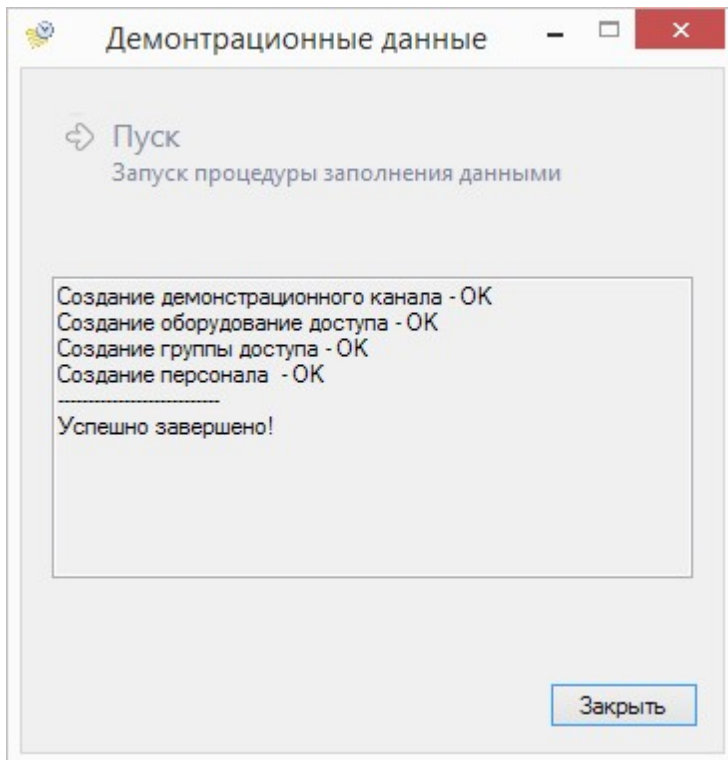 Демонтрационные данные
Пуск
Запуск процедуры заполнения данными
Создание демонстрационного канала - OK
Создание оборудование доступа - OK
Создание группы доступа - OK
Создание персонала  - OK
---------------------------
Успешно завершено!
Закрыть